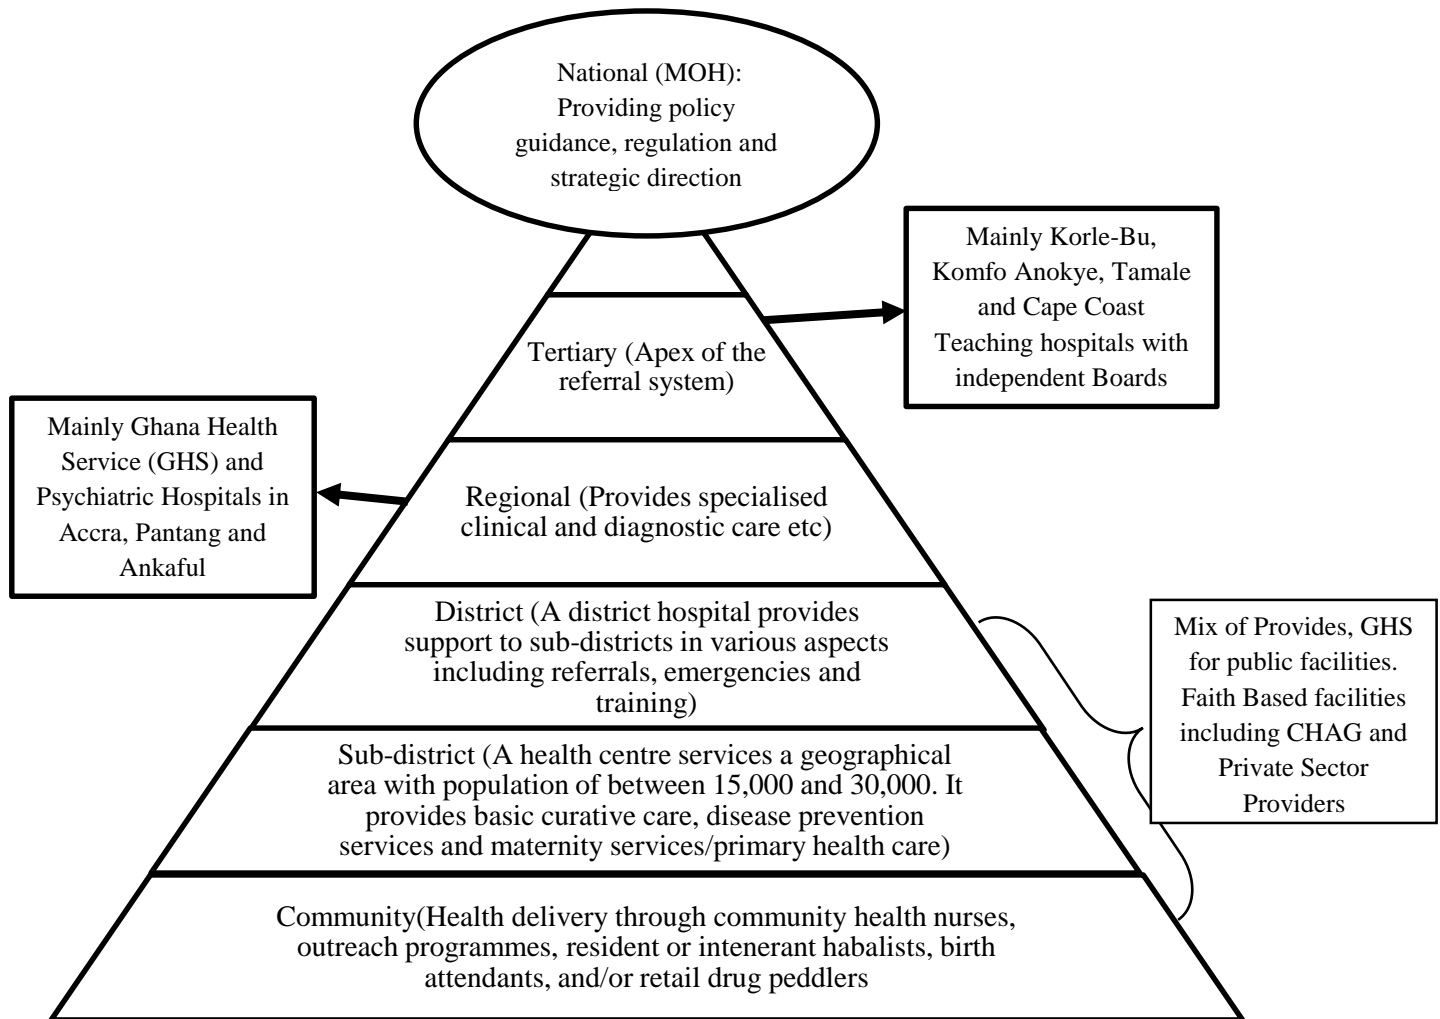 National (MOH):
Providing policy
guidance, regulation and
strategic direction
Mainly Korle-Bu,
Komfo Anokye, Tamale
and Cape Coast
Teaching hospitals with
independent Boards
Tertiary (Apex of the
referral system)
Mainly Ghana Health
Service (GHS) and
Psychiatric Hospitals in
Accra, Pantang and
Ankaful
Regional (Provides specialised
clinical and diagnostic care etc)
District (A district hospital provides
support to sub-districts in various aspects
including referrals, emergencies and
training)
Mix of Provides, GHS
for public facilities.
Faith Based facilities
including CHAG and
Private Sector
Providers
Sub-district (A health centre services a geographical
area with population of between 15,000 and 30,000. It
provides basic curative care, disease prevention
services and maternity services/primary health care)
Community(Health delivery through community health nurses,
outreach programmes, resident or intenerant habalists, birth
attendants, and/or retail drug peddlers